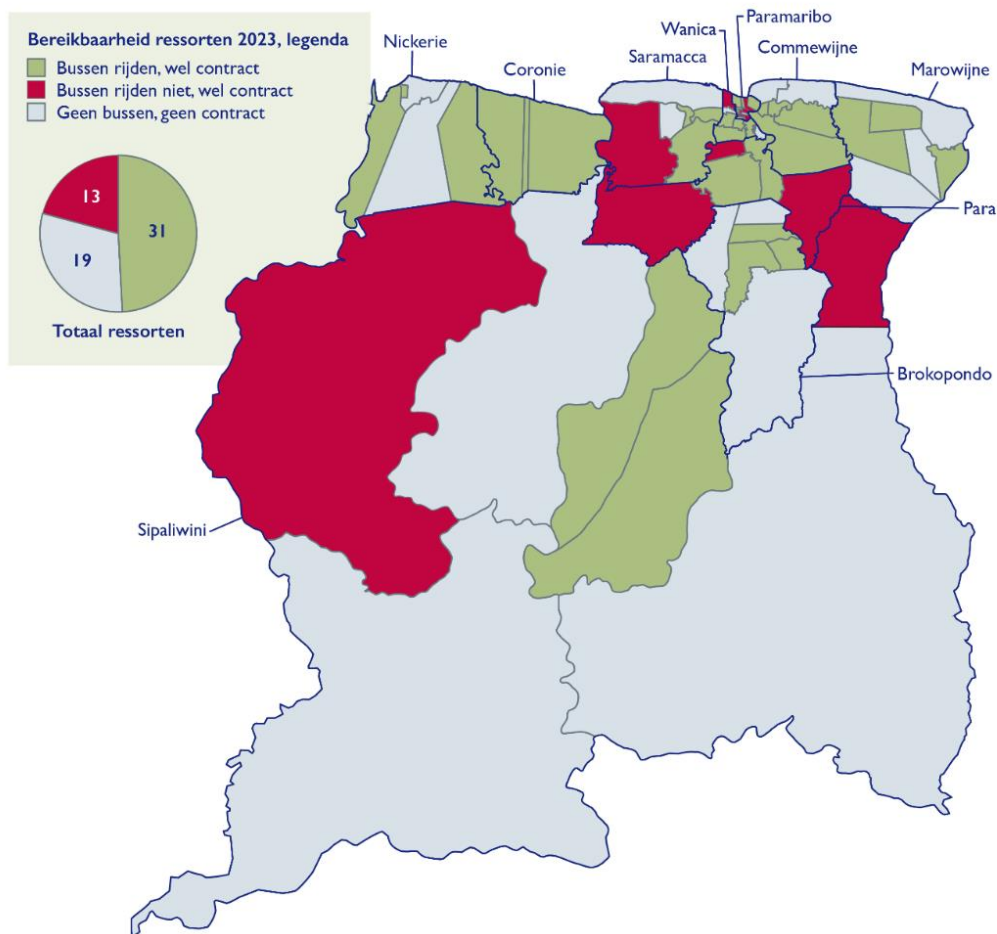 Bereikbaarheid ressorten 2023, legenda
Bussen rijden, wel contract
Bussen rijden niet, wel contract
Geen bussen, geen contract
13
31
19
Totaal ressorten
Nickerie
Coronie
Saramacca
Wanica
Paramaribo
Commewijne
Marowijne
Para
Brokopondo
Sipaliwini